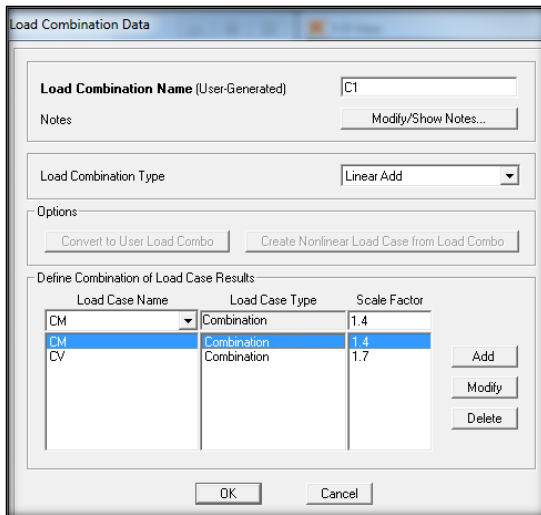 Load Combination Data
Load Combination Name (User-Generated) C1
Notes Modify/Show Notes...
Load Combination Type Linear Add
Options
Convert to User Load Combo Create Nonlinear Load Case from Load Combo
Define Combination of Load Case Results
Load Case Name Load Case Type Scale Factor
CM Combination 1.4
CM Combination 1.4
CV Combination 1.7
Add
Modify
Delete
OK Cancel